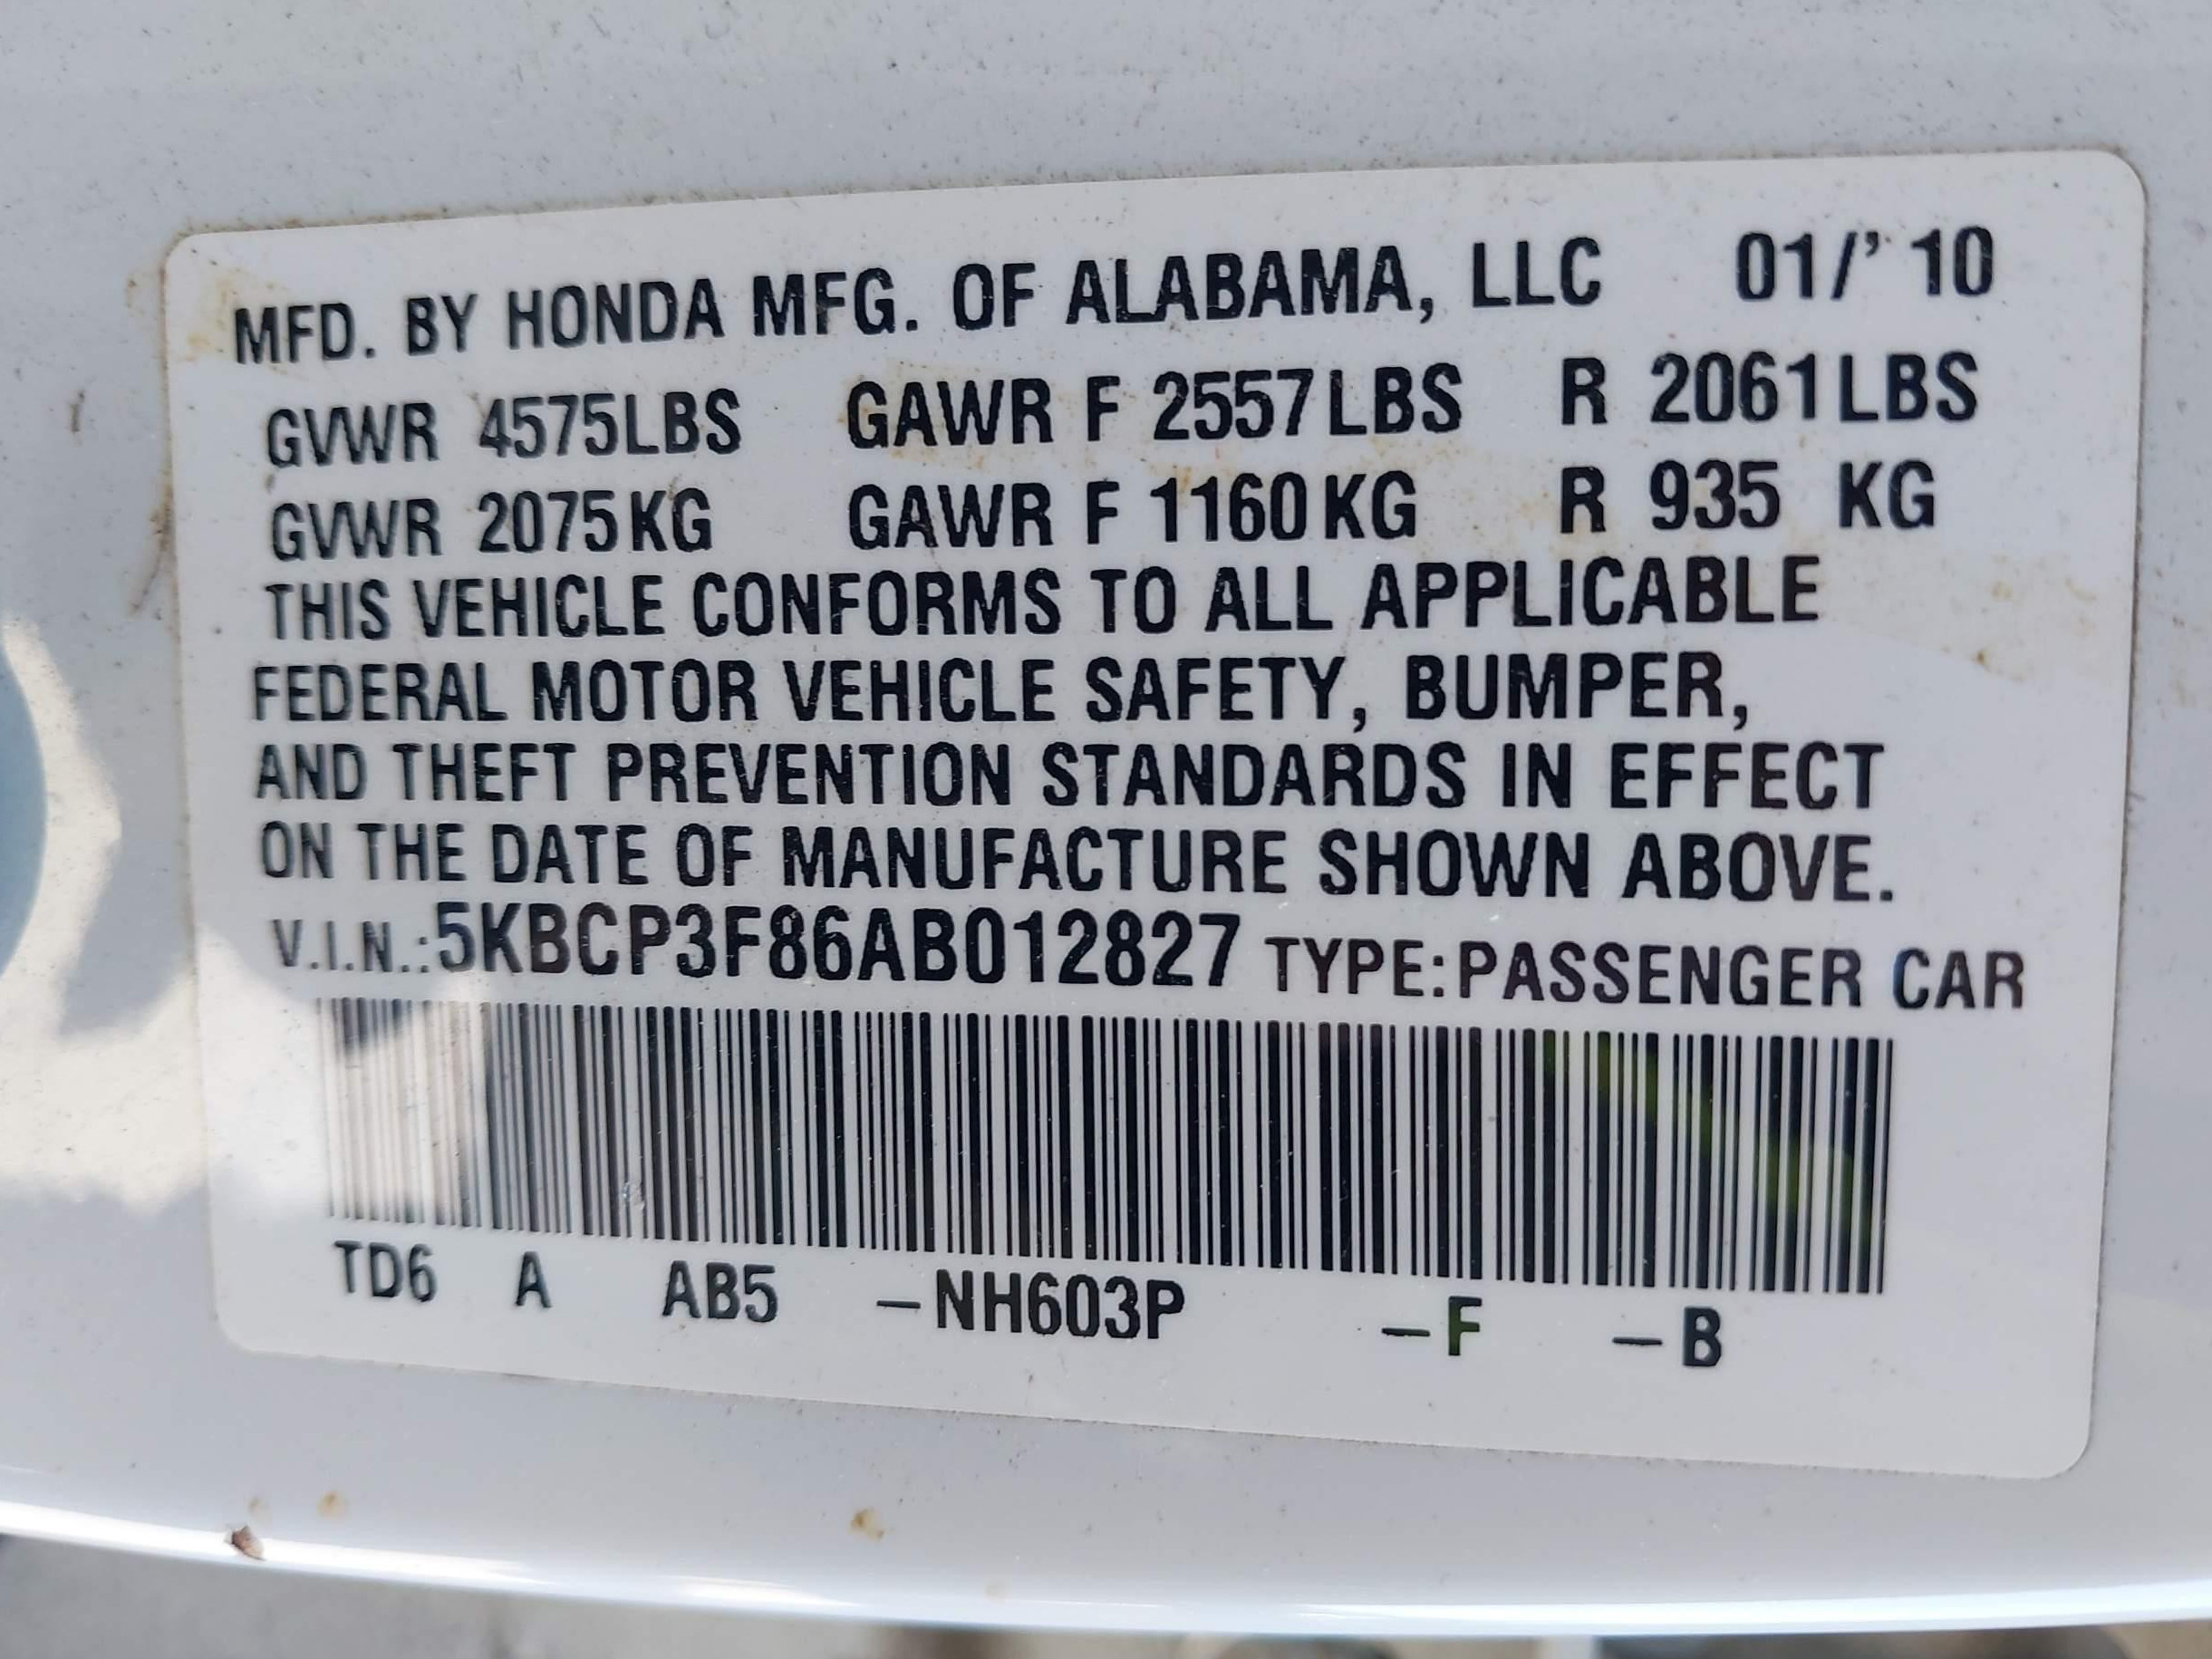 MFD. BY HONDA MFG. OF ALABAMA, LLC 01/' 10
GVWR 4575LBS GAWR F 2557LBS R 2061LBS
GVWR 2075KG GAWR F 1160KG R 935 KG
THIS VEHICLE CONFORMS TO ALL APPLICABLE
FEDERAL MOTOR VEHICLE SAFETY, BUMPER,
AND THEFT PREVENTION STANDARDS IN EFFECT
ON THE DATE OF MANUFACTURE SHOWN ABOVE.
V.I.N.:5KBCP3F86AB012827 TYPE:PASSENGER CAR
TD6 A AB5 –NH603P –F –B